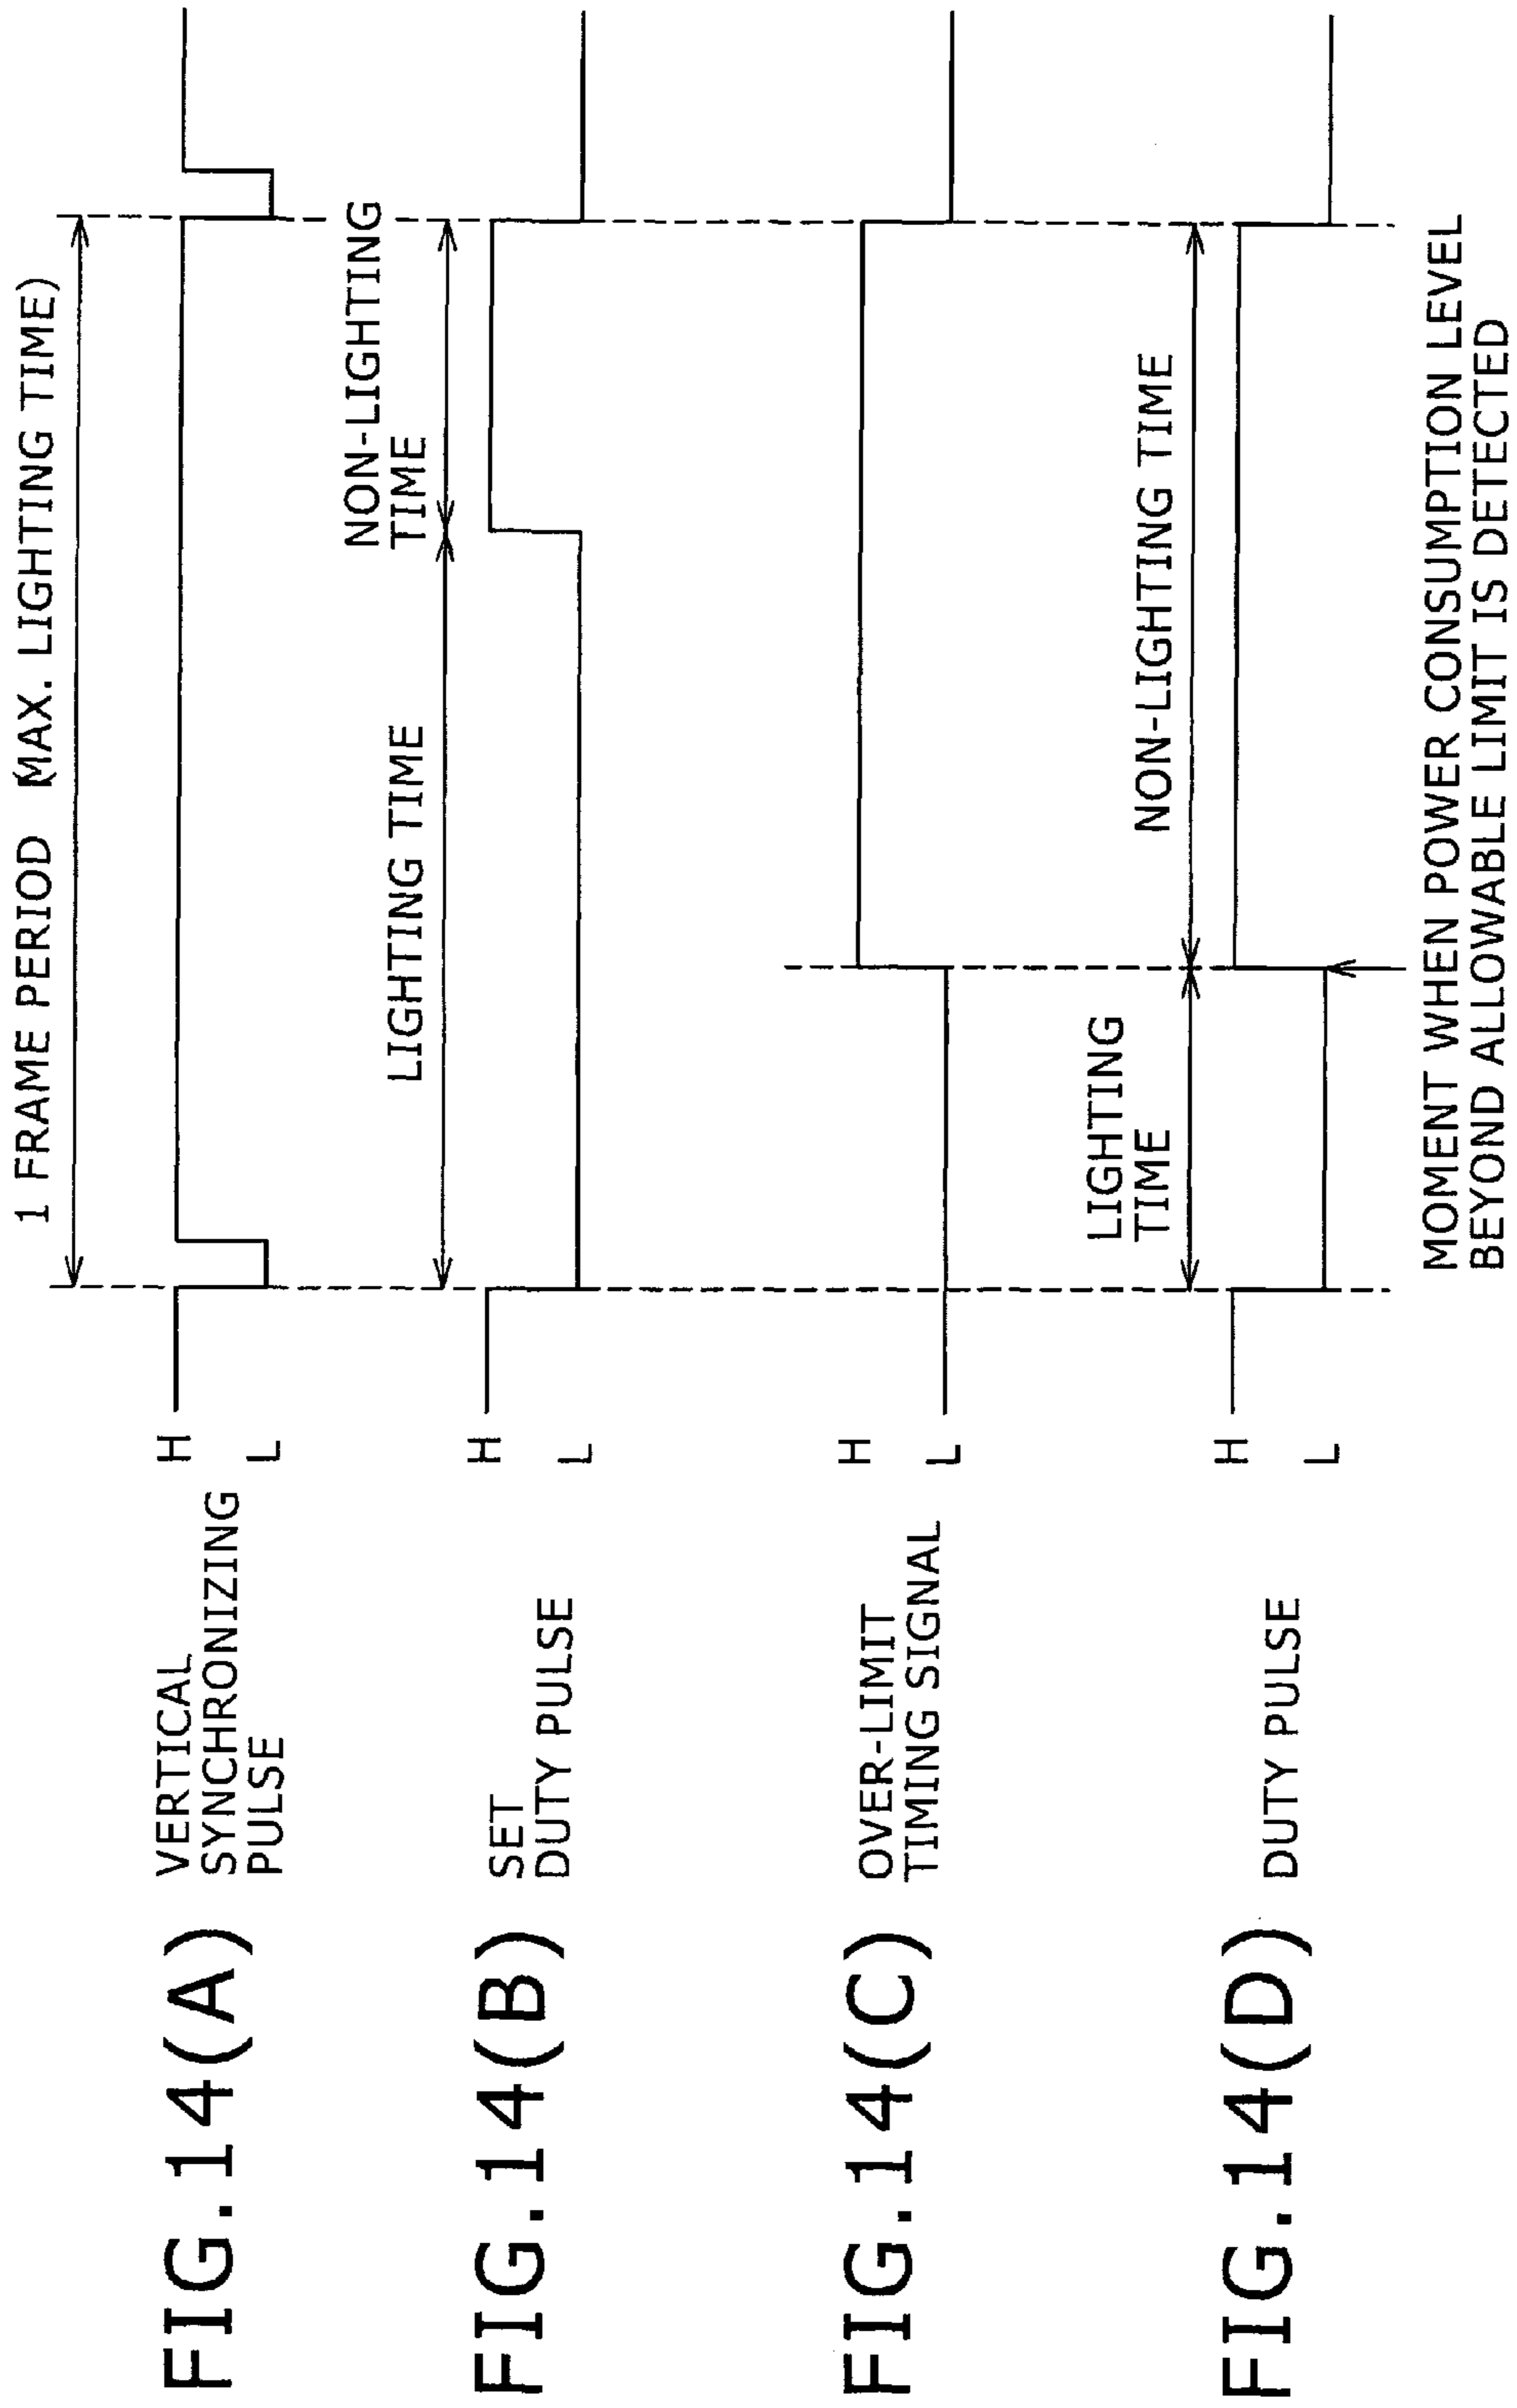 1 FRAME PERIOD (MAX. LIGHTING TIME)
FIG.14(A)
VERTICAL
SYNCHRONIZING
PULSE
H
L
FIG.14(B)
SET
DUTY PULSE
H
L
LIGHTING TIME
NON-LIGHTING
TIME
FIG.14(C)
OVER-LIMIT
TIMING SIGNAL
H
L
FIG.14(D)
DUTY PULSE
H
L
LIGHTING
TIME
NON-LIGHTING TIME
MOMENT WHEN POWER CONSUMPTION LEVEL
BEYOND ALLOWABLE LIMIT IS DETECTED